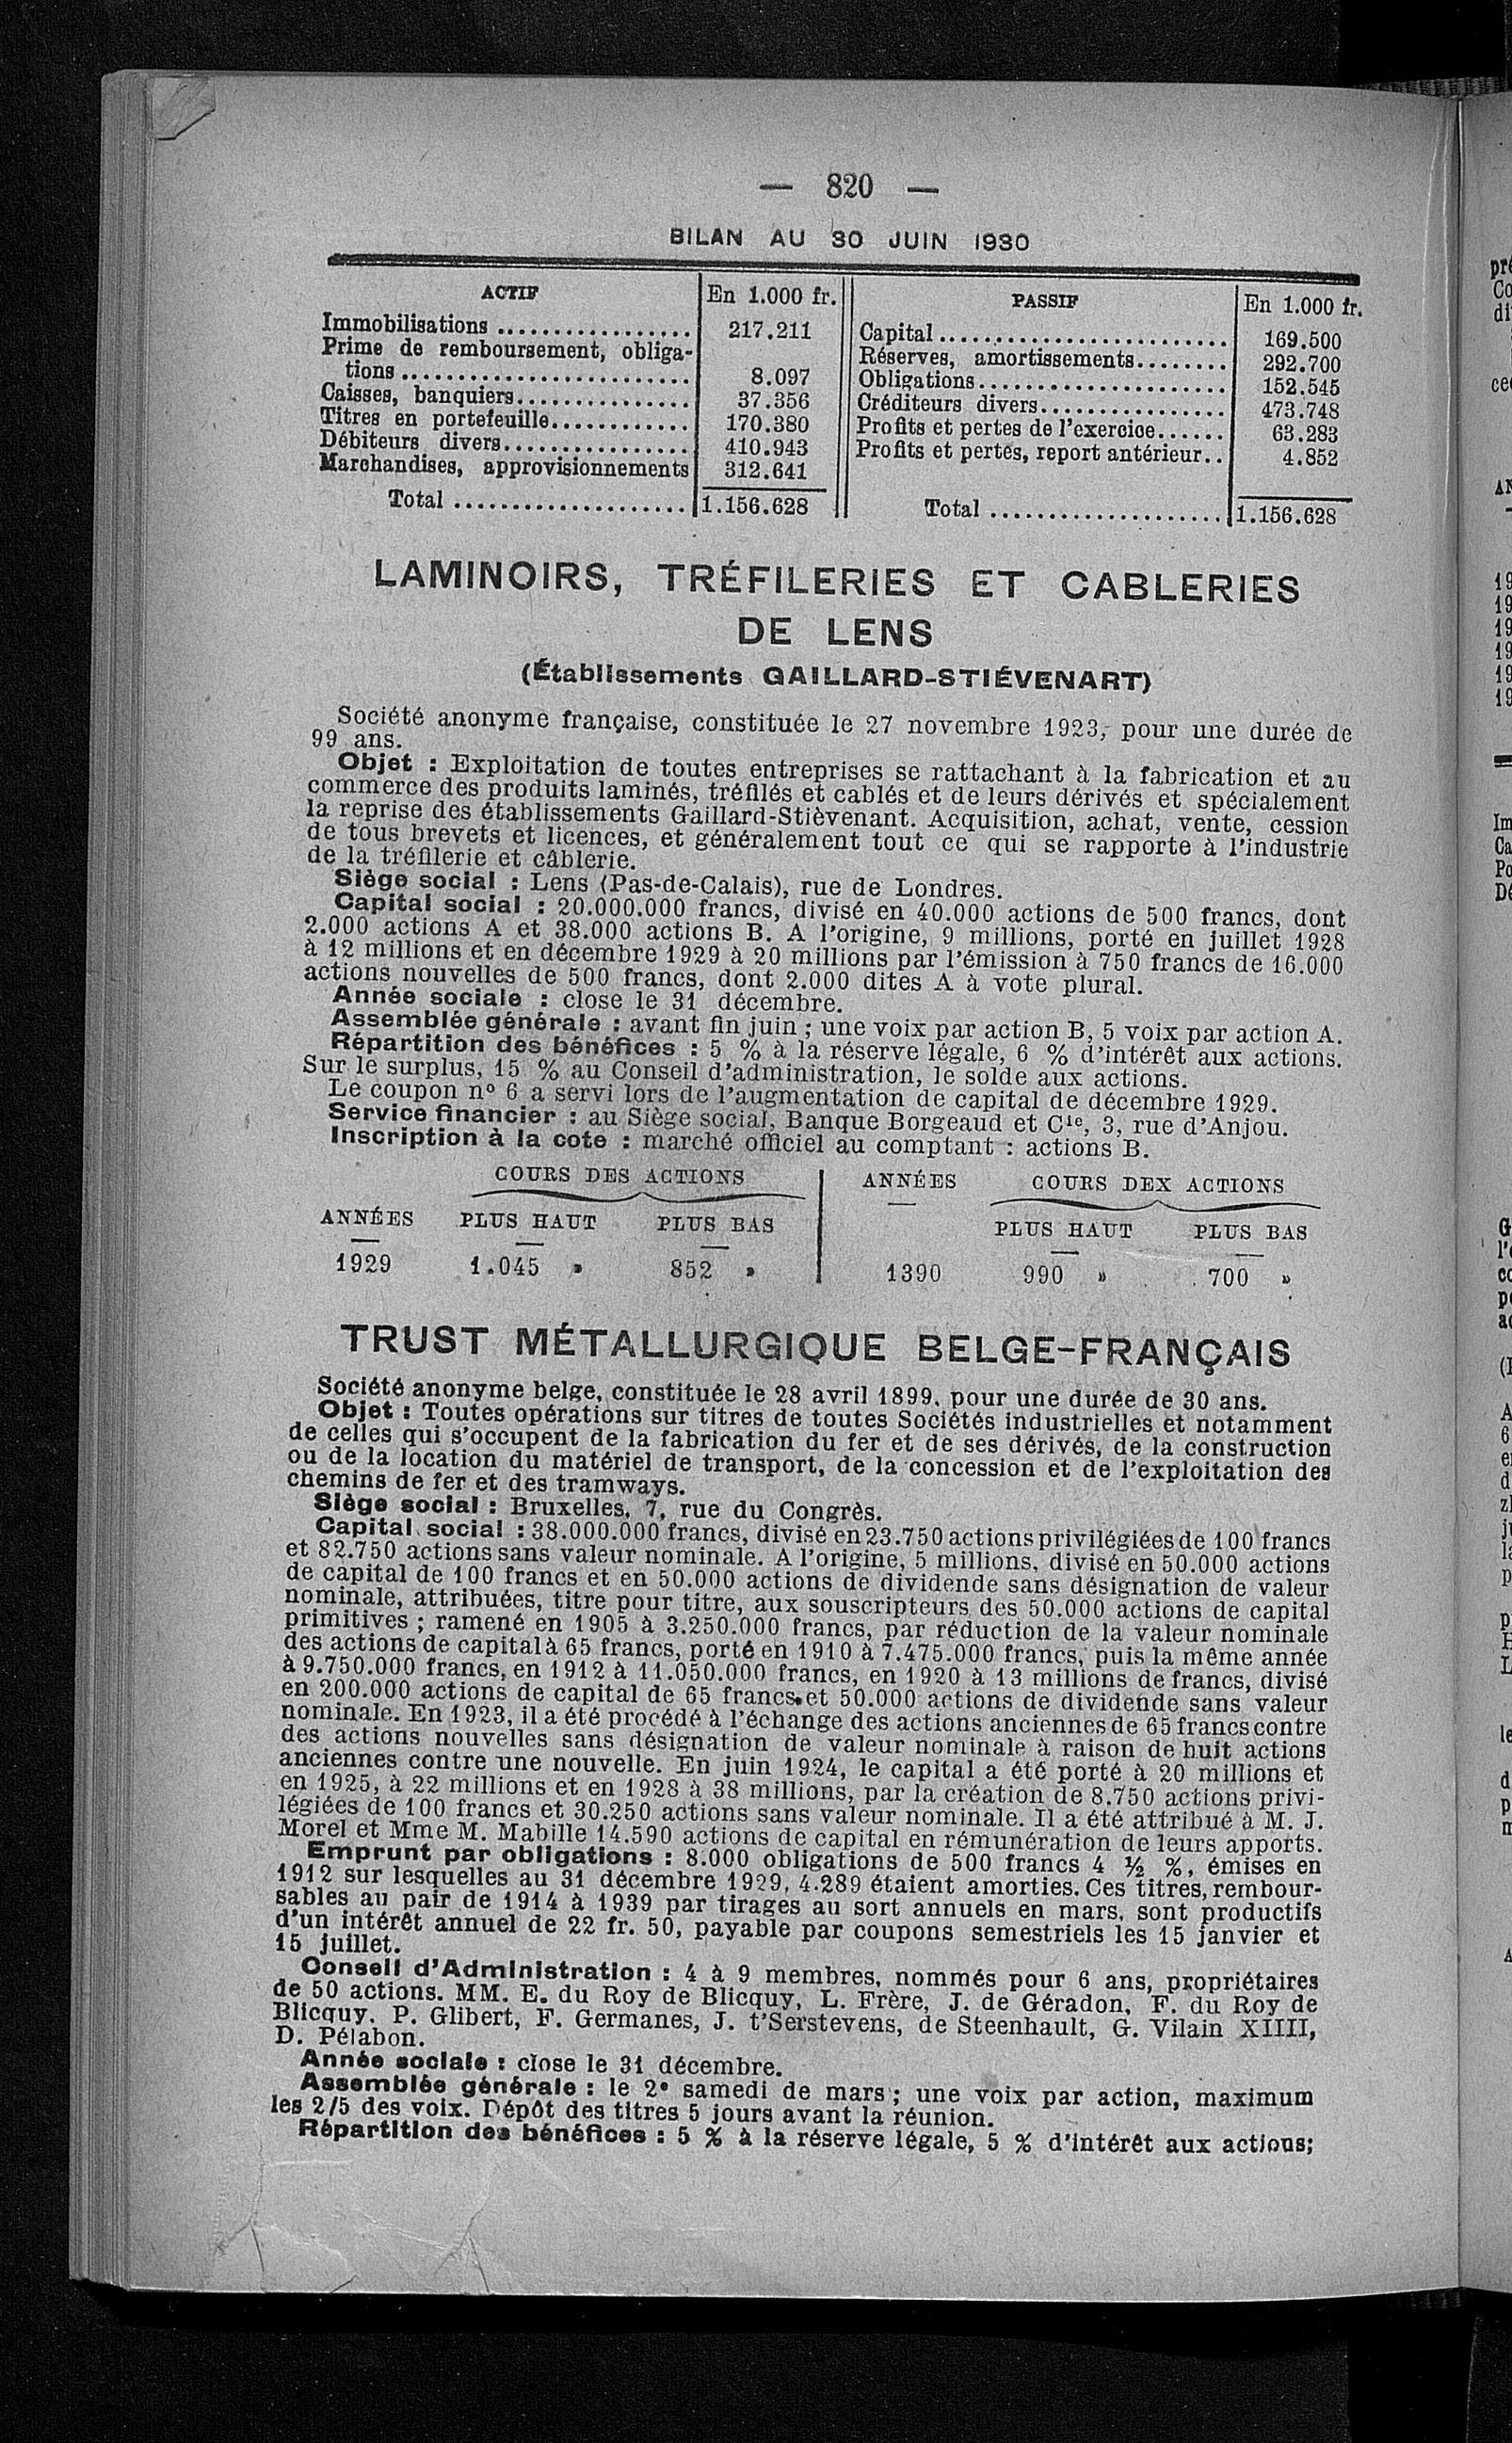 — 820 —
BILAN AU 30 JUIN 1930
ACTIF En 1.000 fr.
Immobilisations ................. 217.211
Prime de remboursement, obliga-
tions .......................... 8.097
Caisses, banquiers................ 37.356
Titres en portefeuille............. 170.380
Débiteurs divers................. 410.943
Marchandises, approvisionnements 312.641
Total ..................... 1.156.628
PASSIF En 1.000 fr.
Capital .......................... 169.500
Réserves, amortissements........ 292.700
Obligations...................... 152.545
Créditeurs divers................ 473.748
Profits et pertes de l'exercice...... 63.283
Profits et pertes, report antérieur.. 4.852
Total ..................... 1.156.628
LAMINOIRS, TRÉFILERIES ET CABLERIES
DE LENS
(Établissements GAILLARD-STIÉVENART)
Société anonyme française, constituée le 27 novembre 1923, pour une durée de
99 ans.
Objet : Exploitation de toutes entreprises se rattachant à la fabrication et au
commerce des produits laminés, tréfilés et cablés et de leurs dérivés et spécialement
la reprise des établissements Gaillard-Stièvenant. Acquisition, achat, vente, cession
de tous brevets et licences, et généralement tout ce qui se rapporte à l'industrie
de la tréfilerie et câblerie.
Siège social : Lens (Pas-de-Calais), rue de Londres.
Capital social : 20.000.000 francs, divisé en 40.000 actions de 500 francs, dont
2.000 actions A et 38.000 actions B. A l'origine, 9 millions, porté en juillet 1928
à 12 millions et en décembre 1929 à 20 millions par l'émission à 750 francs de 16.000
actions nouvelles de 500 francs, dont 2.000 dites A à vote plural.
Année sociale : close le 31 décembre.
Assemblée générale : avant fin juin ; une voix par action B, 5 voix par action A.
Répartition des bénéfices : 5 % à la réserve légale, 6 % d'intérêt aux actions.
Sur le surplus, 15 % au Conseil d'administration, le solde aux actions.
Le coupon nº 6 a servi lors de l'augmentation de capital de décembre 1929.
Service financier : au Siège social, Banque Borgeaud et Cie, 3, rue d'Anjou.
Inscription à la cote : marché officiel au comptant : actions B.
COURS DES ACTIONS
ANNÉES PLUS HAUT PLUS BAS
1929 1.045 » 852 »
ANNÉES COURS DEX ACTIONS
PLUS HAUT PLUS BAS
1390 990 » 700 »
TRUST MÉTALLURGIQUE BELGE-FRANÇAIS
Société anonyme belge, constituée le 28 avril 1899, pour une durée de 30 ans.
Objet : Toutes opérations sur titres de toutes Sociétés industrielles et notamment
de celles qui s'occupent de la fabrication du fer et de ses dérivés, de la construction
ou de la location du matériel de transport, de la concession et de l'exploitation des
chemins de fer et des tramways.
Siège social : Bruxelles, 7, rue du Congrès.
Capital social : 38.000.000 francs, divisé en 23.750 actions privilégiées de 100 francs
et 82.750 actions sans valeur nominale. A l'origine, 5 millions, divisé en 50.000 actions
de capital de 100 francs et en 50.000 actions de dividende sans désignation de valeur
nominale, attribuées, titre pour titre, aux souscripteurs des 50.000 actions de capital
primitives ; ramené en 1905 à 3.250.000 francs, par réduction de la valeur nominale
des actions de capital à 65 francs, porté en 1910 à 7.475.000 francs, puis la même année
à 9.750.000 francs, en 1912 à 11.050.000 francs, en 1920 à 13 millions de francs, divisé
en 200.000 actions de capital de 65 francs et 50.000 actions de dividende sans valeur
nominale. En 1923, il a été procédé à l'échange des actions anciennes de 65 francs contre
des actions nouvelles sans désignation de valeur nominale à raison de huit actions
anciennes contre une nouvelle. En juin 1924, le capital a été porté à 20 millions et
en 1925, à 22 millions et en 1928 à 38 millions, par la création de 8.750 actions privi-
légiées de 100 francs et 30.250 actions sans valeur nominale. Il a été attribué à M. J.
Morel et Mme M. Mabille 14.590 actions de capital en rémunération de leurs apports.
Emprunt par obligations : 8.000 obligations de 500 francs 4 ½ %, émises en
1912 sur lesquelles au 31 décembre 1929, 4.289 étaient amorties. Ces titres, rembour-
sables au pair de 1914 à 1939 par tirages au sort annuels en mars, sont productifs
d'un intérêt annuel de 22 fr. 50, payable par coupons semestriels les 15 janvier et
15 juillet.
Conseil d'Administration : 4 à 9 membres, nommés pour 6 ans, propriétaires
de 50 actions. MM. E. du Roy de Blicquy, L. Frère, J. de Géradon, F. du Roy de
Blicquy, P. Glibert, F. Germanes, J. t'Serstevens, de Steenhault, G. Vilain XIIII,
D. Pélabon.
Année sociale : close le 31 décembre.
Assemblée générale : le 2e samedi de mars ; une voix par action, maximum
les 2/5 des voix. Dépôt des titres 5 jours avant la réunion.
Répartition des bénéfices : 5 % à la réserve légale, 5 % d'intérêt aux actions;